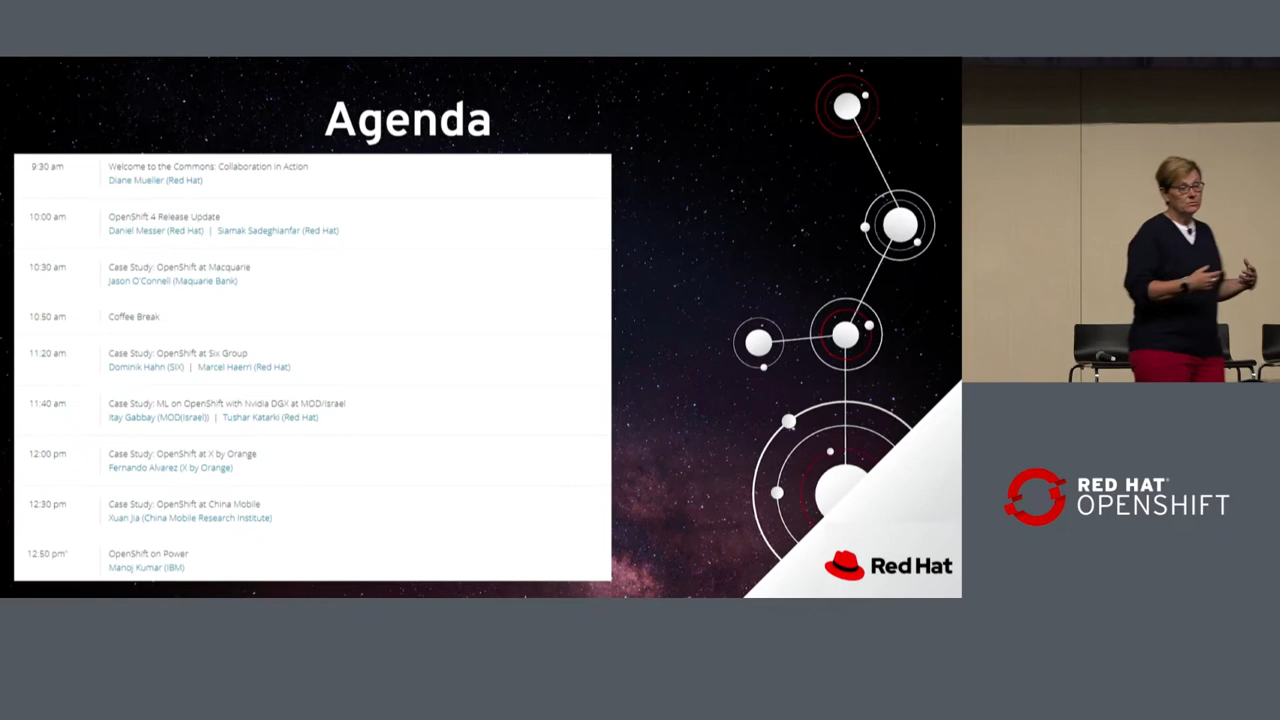 Agenda
9:30 am
Welcome to the Commons: Collaboration in Action
Diane Mueller (Red Hat)
10:00 am
OpenShift 4 Release Update
Daniel Messer (Red Hat) | Siamak Sadeghianfar (Red Hat)
10:30 am
Case Study: OpenShift at Macquarie
Jason O'Connell (Maquarie Bank)
10:50 am
Coffee Break
11:20 am
Case Study: OpenShift at Six Group
Dominik Hahn (SIX) | Marcel Haerri (Red Hat)
11:40 am
Case Study: ML on OpenShift with Nvidia DGX at MOD/Israel
Itay Gabbay (MOD(Israel)) | Tushar Katarki (Red Hat)
12:00 pm
Case Study: OpenShift at X by Orange
Fernando Alvarez (X by Orange)
12:30 pm
Case Study: OpenShift at China Mobile
Xuan Jia (China Mobile Research Institute)
12:50 pm'
OpenShift on Power
Manoj Kumar (IBM)
Red Hat
RED HAT®
OPENSHIFT